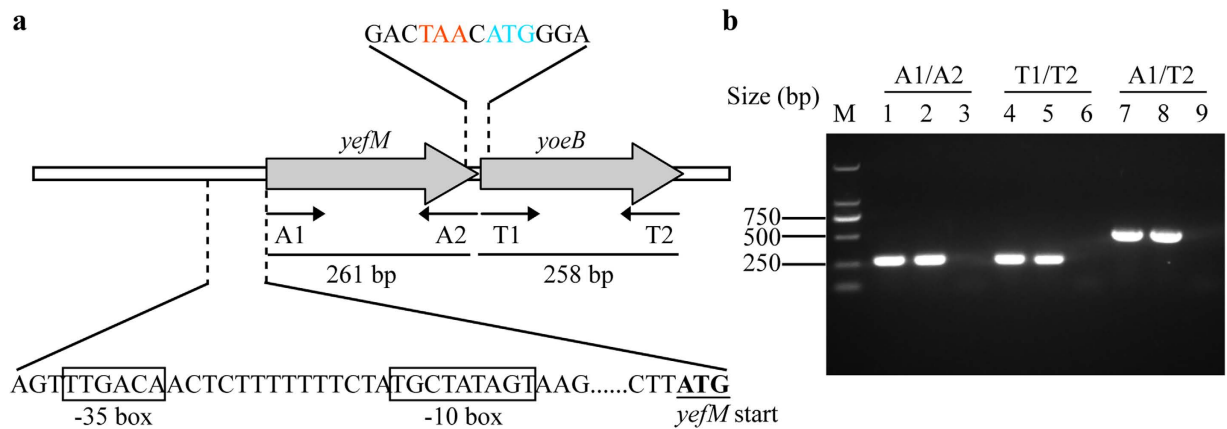 a
GACTAACATGGGA
yefM
yoeB
A1
A2
T1
T2
261 bp
258 bp
AGTTTGACAACTCTTTTTTTCTATGCTATAGTAAG......CTTATG
-35 box
-10 box
yefM start
b
A1/A2
T1/T2
A1/T2
Size (bp)
M
1
2
3
4
5
6
7
8
9
750
500
250